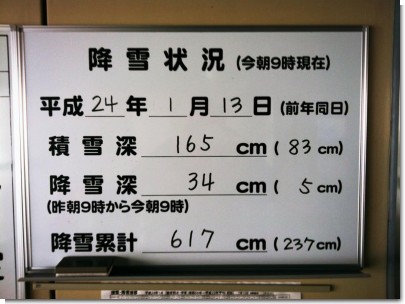 降雪状況 (今朝9時現在)
平成 24 年 1 月 13 日 (前年同日)
積雪深 165 cm ( 83 cm)
降雪深 34 cm ( 5 cm)
(昨朝9時から今朝9時)
降雪累計 617 cm ( 237 cm)